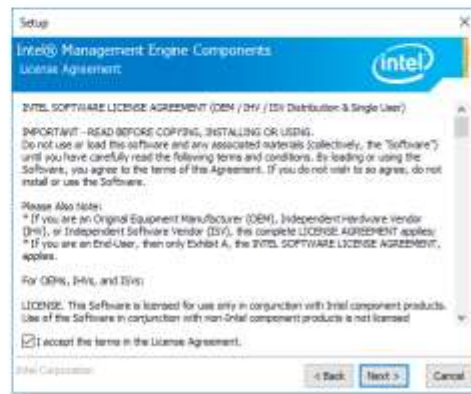 Setup
Intel® Management Engine Components
License Agreement
intel
INTEL SOFTWARE LICENSE AGREEMENT (OEM / IHV / ISV Distribution & Single User)
IMPORTANT - READ BEFORE COPYING, INSTALLING OR USING.
Do not use or load this software and any associated materials (collectively, the "Software")
until you have carefully read the following terms and conditions. By loading or using the
Software, you agree to the terms of this Agreement. If you do not wish to so agree, do not
install or use the Software.
Please Also Note:
* If you are an Original Equipment Manufacturer (OEM), Independent Hardware Vendor
(IHV), or Independent Software Vendor (ISV), this complete LICENSE AGREEMENT applies;
* If you are an End-User, then only Exhibit A, the INTEL SOFTWARE LICENSE AGREEMENT,
applies.
For OEMs, IHVs, and ISVs:
LICENSE. This Software is licensed for use only in conjunction with Intel component products.
Use of the Software in conjunction with non-Intel component products is not licensed
I accept the terms in the License Agreement.
Intel Corporation
< Back
Next >
Cancel